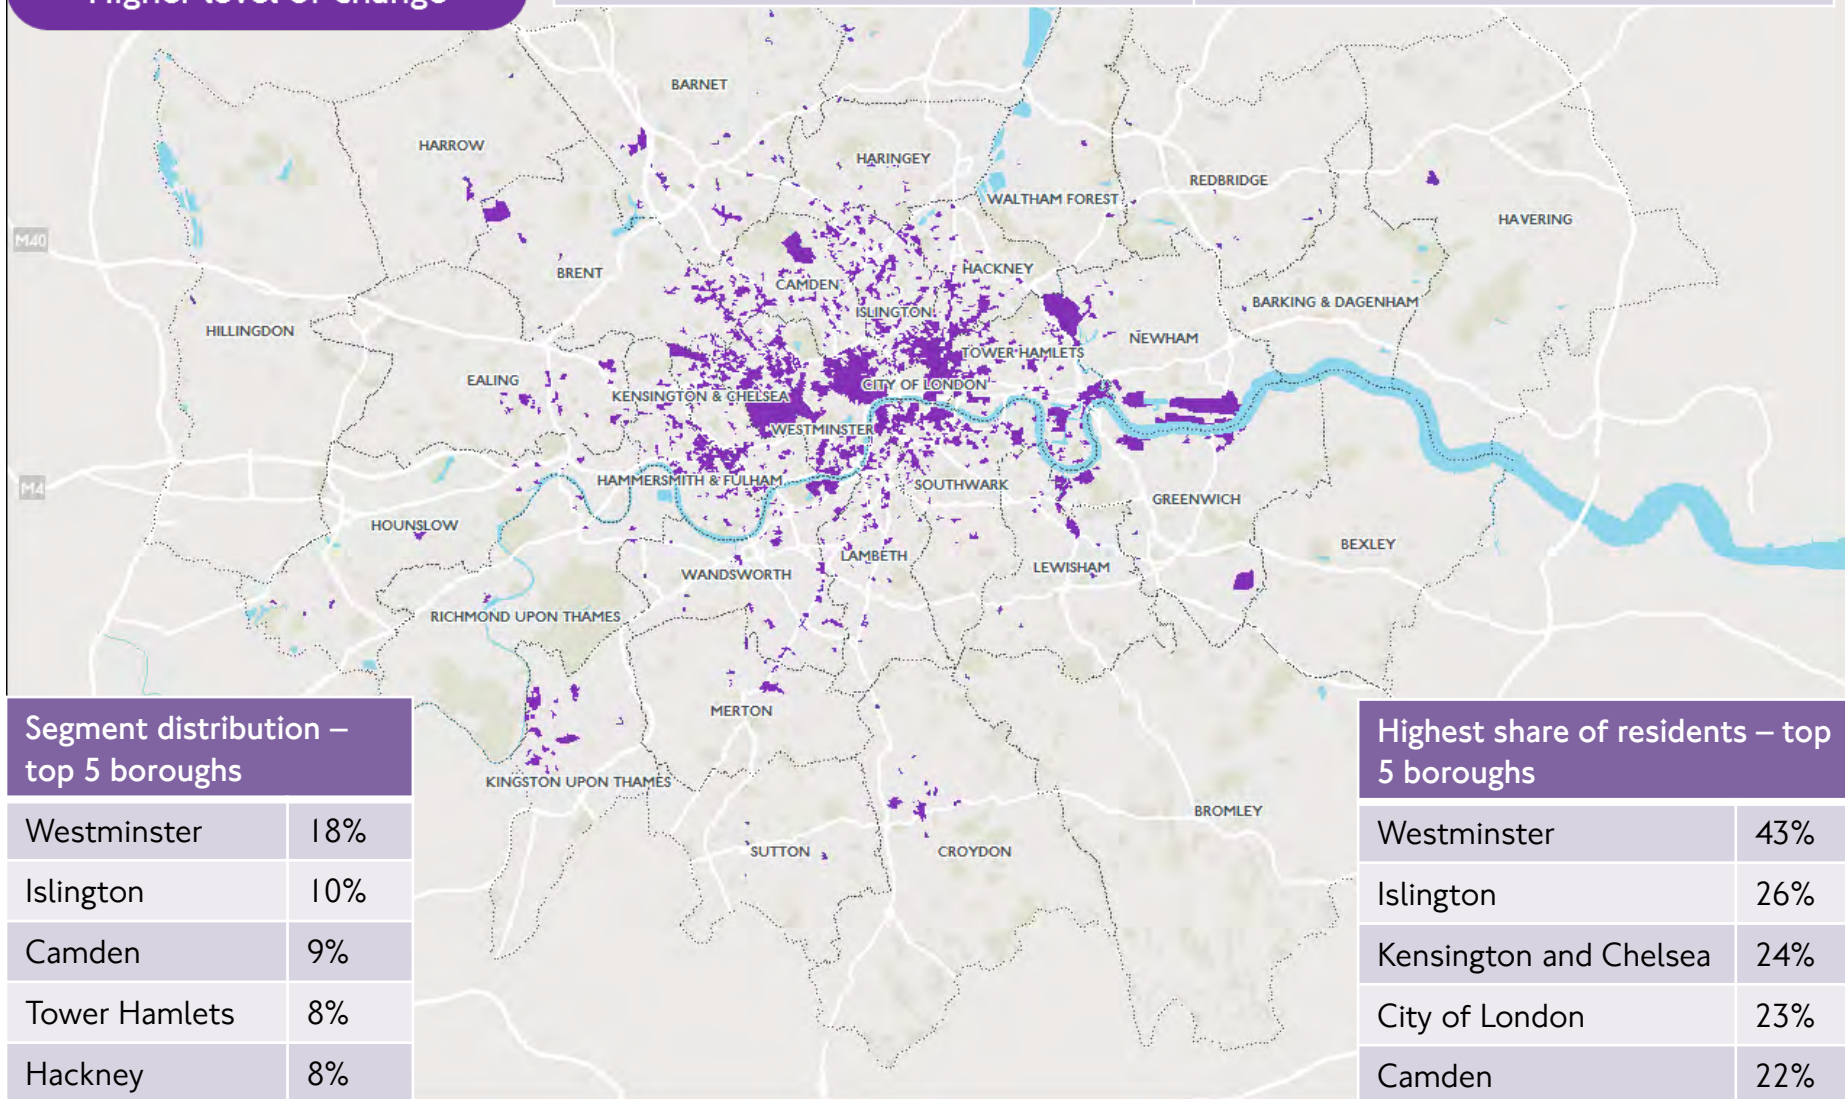 Higher level of change
BARNET
HARROW
HARINGEY
REDBRIDGE
WALTHAM FOREST
HAVERING
M40
BRENT
HACKNEY
CAMDEN
BARKING & DAGENHAM
ISLINGTON
HILLINGDON
NEWHAM
TOWER HAMLETS
EALING
CITY OF LONDON
KENSINGTON & CHELSEA
WESTMINSTER
M4
HAMMERSMITH & FULHAM
SOUTHWARK
GREENWICH
HOUNSLOW
BEXLEY
LAMBETH
LEWISHAM
WANDSWORTH
RICHMOND UPON THAMES
MERTON
KINGSTON UPON THAMES
BROMLEY
SUTTON
CROYDON
Segment distribution –
top 5 boroughs
Westminster 18%
Islington 10%
Camden 9%
Tower Hamlets 8%
Hackney 8%
Highest share of residents – top
5 boroughs
Westminster 43%
Islington 26%
Kensington and Chelsea 24%
City of London 23%
Camden 22%